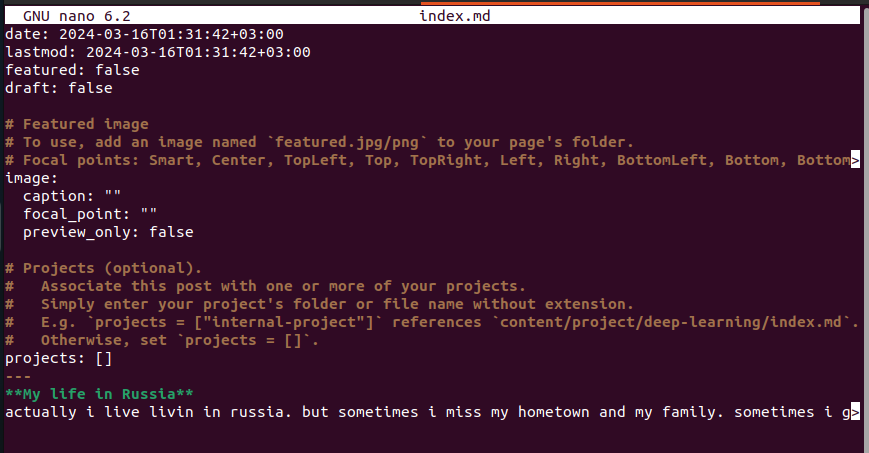 GNU nano 6.2 index.md
date: 2024-03-16T01:31:42+03:00
lastmod: 2024-03-16T01:31:42+03:00
featured: false
draft: false
# Featured image
# To use, add an image named `featured.jpg/png` to your page's folder.
# Focal points: Smart, Center, TopLeft, Top, TopRight, Left, Right, BottomLeft, Bottom, Bottom>
image:
  caption: ""
  focal_point: ""
  preview_only: false
# Projects (optional).
#   Associate this post with one or more of your projects.
#   Simply enter your project's folder or file name without extension.
#   E.g. `projects = ["internal-project"]` references `content/project/deep-learning/index.md`.
#   Otherwise, set `projects = []`.
projects: []
---
**My life in Russia**
actually i live livin in russia. but sometimes i miss my hometown and my family. sometimes i g>